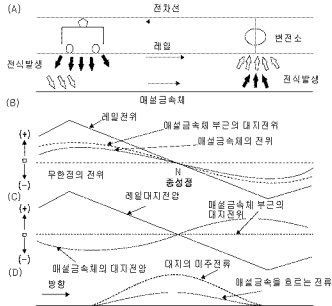 (A)
전차선
레일
변전소
전식발생
전식발생
매설금속체
(B)
레일전위
매설금속체 부근의 대지전위
매설금속체의 전위
(+)
(-)
무한점의 전위
N
중성점
(C)
레일대지전압
매설금속체 부근의
대지전위
(+)
(-)
매설금속체의 대지전압
(D)
방향
대지의 미주전류
매설금속을 흐르는 전류